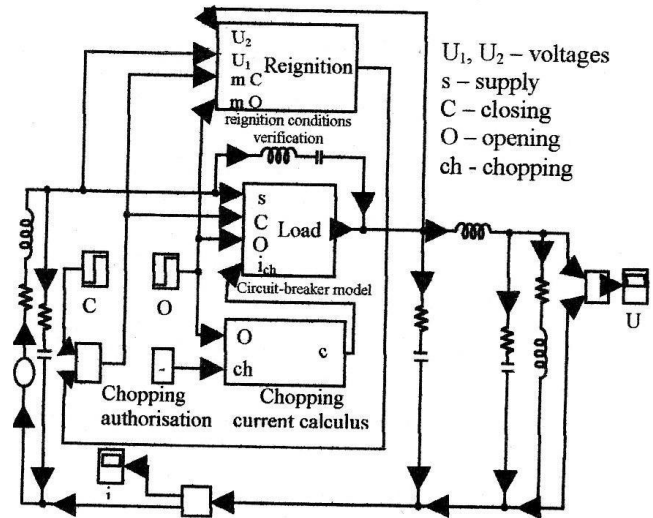 U₂
U₁
Reignition
m C
m O
reignition conditions
verification
U₁, U₂ – voltages
s – supply
C – closing
O – opening
ch - chopping
s
C
Load
O
i_ch
Circuit-breaker model
C
O
O
c
ch
-
Chopping
authorisation
Chopping
current calculus
U
i